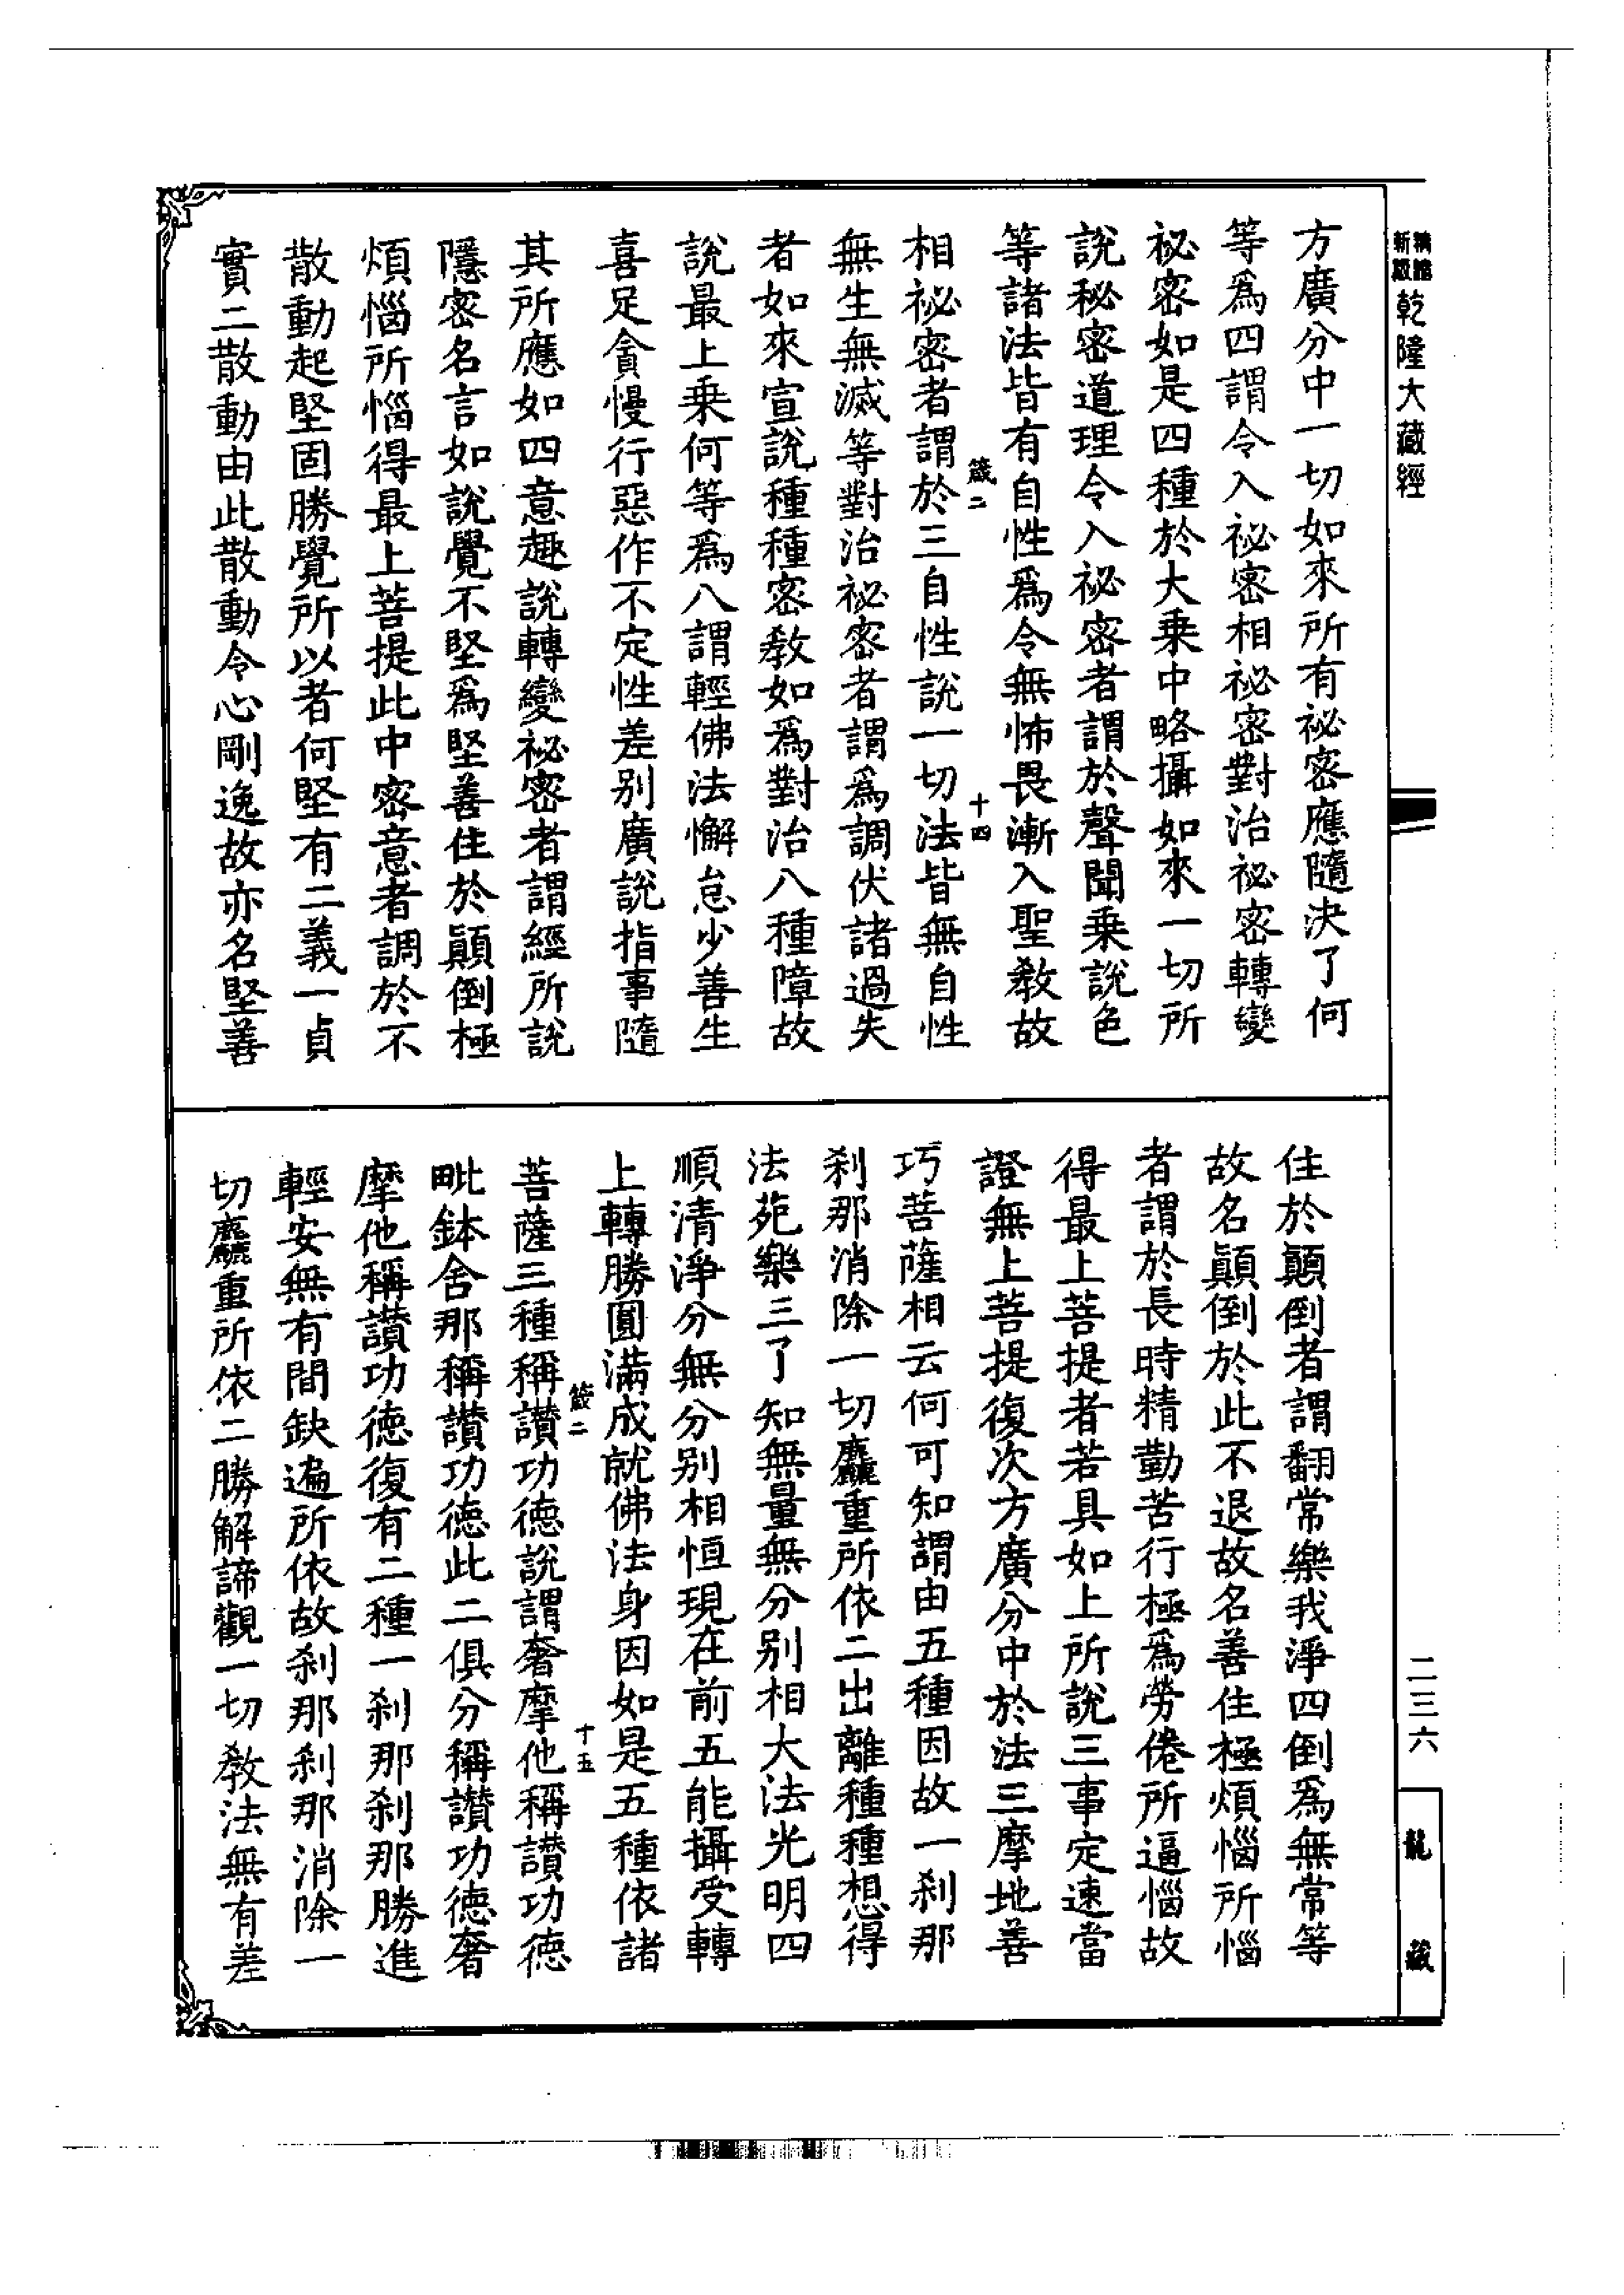 新版乾隆大藏經
方廣分中一切如來所有祕密應隨決了何
等為四謂令入祕密相祕密對治祕密轉變
祕密如是四種於大乘中略攝如來一切所
說秘密道理令入祕密者謂於聲聞乘說色
等諸法皆有自性為令無怖畏漸入聖教故
箴二
十四
相祕密者謂於三自性說一切法皆無自性
無生無滅等對治祕密者謂為調伏諸過失
者如來宣說種種密教如為對治八種障故
說最上乘何等為八謂輕佛法懈怠少善生
喜足貪慢行惡作不定性差別廣說指事隨
其所應如四意趣說轉變祕密者謂經所說
隱密名言如說覺不堅為堅善住於顛倒極
煩惱所惱得最上菩提此中密意者謂於不
散動起堅固勝覺所以者何堅有二義一貞
實二散動由此散動令心剛逸故亦名堅善
住於顛倒者謂翻常樂我淨四倒為無常等
故名顛倒於此不退故名善住極煩惱所惱
者謂於長時精勤苦行極為勞倦所逼惱故
得最上菩提者若具如上所說三事定速當
證無上菩提復次方廣分中於法三摩地善
巧菩薩相云何可知謂由五種因故一剎那
剎那消除一切麤重所依二出離種種想得
法苑樂三了知無量無分別相大法光明四
順清淨分無分別相恒現在前五能攝受轉
上轉勝圓滿成就佛法身因如是五種依諸
箴二
十五
菩薩三種稱讚功德說謂奢摩他稱讚功德
毗鉢舍那稱讚功德此二俱分稱讚功德奢
摩他稱讚功德復有二種一剎那剎那勝進
輕安無有間缺遍所依故剎那剎那消除一
切麤重所依二勝解諦觀一切教法無有差
二三六
龍藏